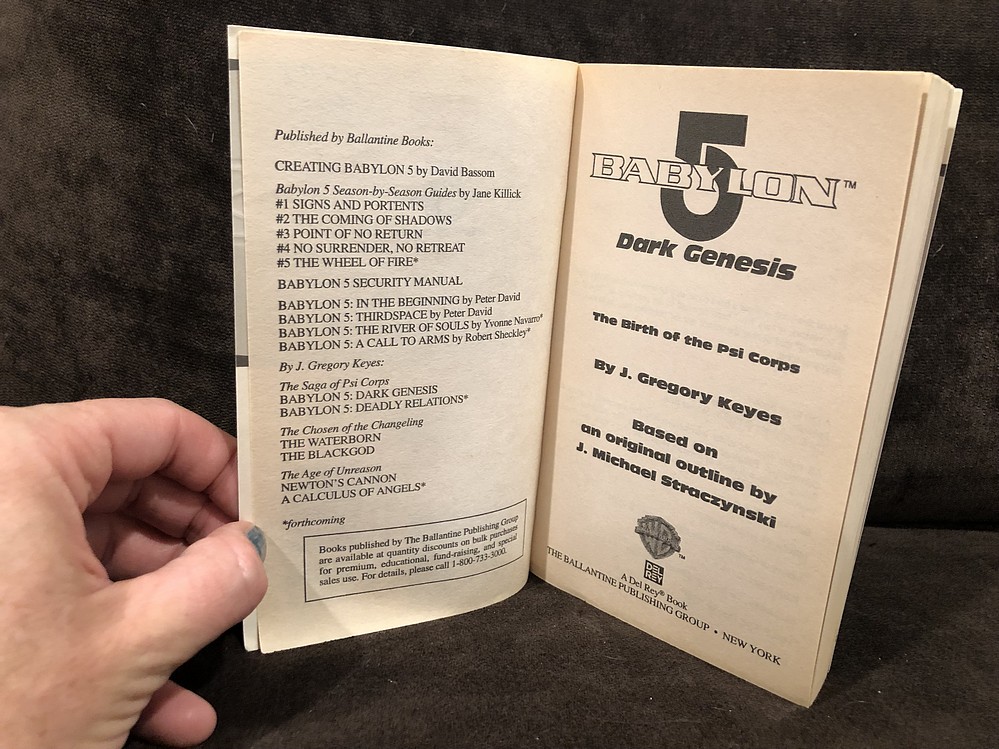 Published by Ballantine Books:
CREATING BABYLON 5 by David Bassom
Babylon 5 Season-by-Season Guides by Jane Killick
#1 SIGNS AND PORTENTS
#2 THE COMING OF SHADOWS
#3 POINT OF NO RETURN
#4 NO SURRENDER, NO RETREAT
#5 THE WHEEL OF FIRE*
BABYLON 5 SECURITY MANUAL
BABYLON 5: IN THE BEGINNING by Peter David
BABYLON 5: THIRDSPACE by Peter David
BABYLON 5: THE RIVER OF SOULS by Yvonne Navarro*
BABYLON 5: A CALL TO ARMS by Robert Sheckley*
By J. Gregory Keyes:
The Saga of Psi Corps
BABYLON 5: DARK GENESIS
BABYLON 5: DEADLY RELATIONS*
The Chosen of the Changeling
THE WATERBORN
THE BLACKGOD
The Age of Unreason
NEWTON'S CANNON
A CALCULUS OF ANGELS*
*forthcoming
Books published by The Ballantine Publishing Group
are available at quantity discounts on bulk purchases
for premium, educational, fund-raising, and special
sales use. For details, please call 1-800-733-3000.
5
BABYLON™
Dark Genesis
The Birth of the Psi Corps
By J. Gregory Keyes
Based on
an original outline by
J. Michael Straczynski
WB™
DEL
REY
A Del Rey® Book
THE BALLANTINE PUBLISHING GROUP • NEW YORK